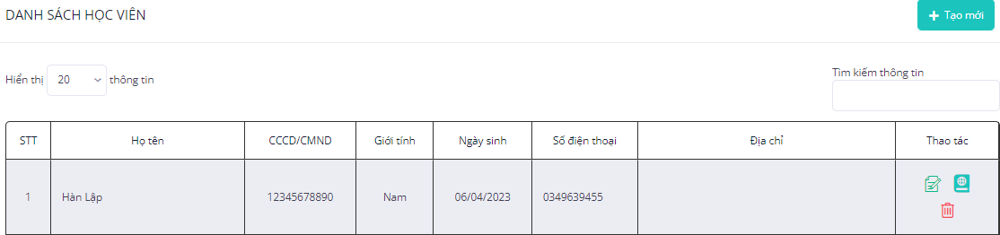 DANH SÁCH HỌC VIÊN
+ Tạo mới
Hiển thị 20 thông tin
Tìm kiếm thông tin
STT Họ tên CCCD/CMND Giới tính Ngày sinh Số điện thoại Địa chỉ Thao tác
1 Hàn Lập 12345678890 Nam 06/04/2023 0349639455